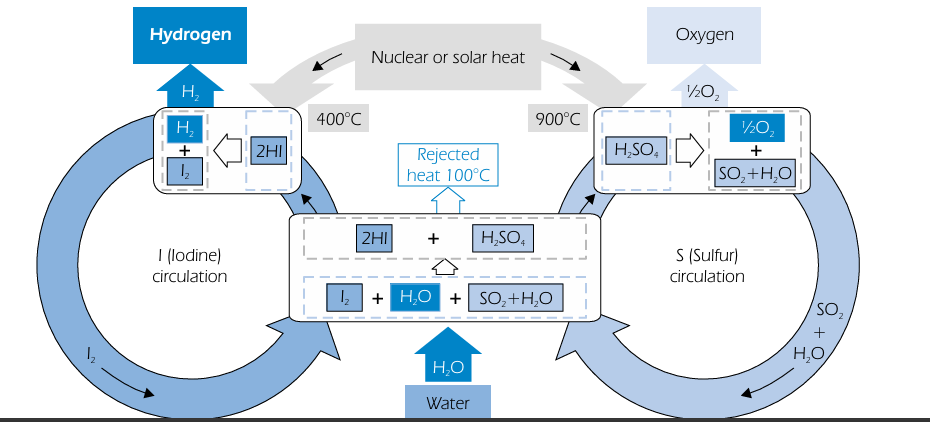 Hydrogen
Nuclear or solar heat
Oxygen
H₂
½O₂
400°C
900°C
H₂
+
I₂
2HI
H₂SO₄
½O₂
+
SO₂+H₂O
Rejected
heat 100°C
2HI + H₂SO₄
I (Iodine)
circulation
S (Sulfur)
circulation
I₂ + H₂O + SO₂+H₂O
SO₂
+
H₂O
I₂
H₂O
Water